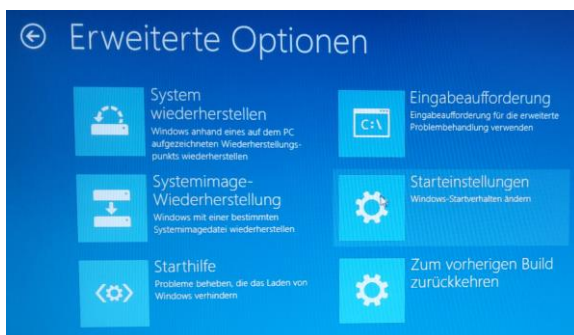 Erweiterte Optionen
System
wiederherstellen
Windows anhand eines auf dem PC
aufgezeichneten Wiederherstellungs-
punkts wiederherstellen
Systemimage-
Wiederherstellung
Windows mit einer bestimmten
Systemimagedatei wiederherstellen
Starthilfe
Probleme beheben, die das Laden von
Windows verhindern
C:\
Eingabeaufforderung
Eingabeaufforderung für die erweiterte
Problembehandlung verwenden
Starteinstellungen
Windows-Startverhalten ändern
Zum vorherigen Build
zurückkehren